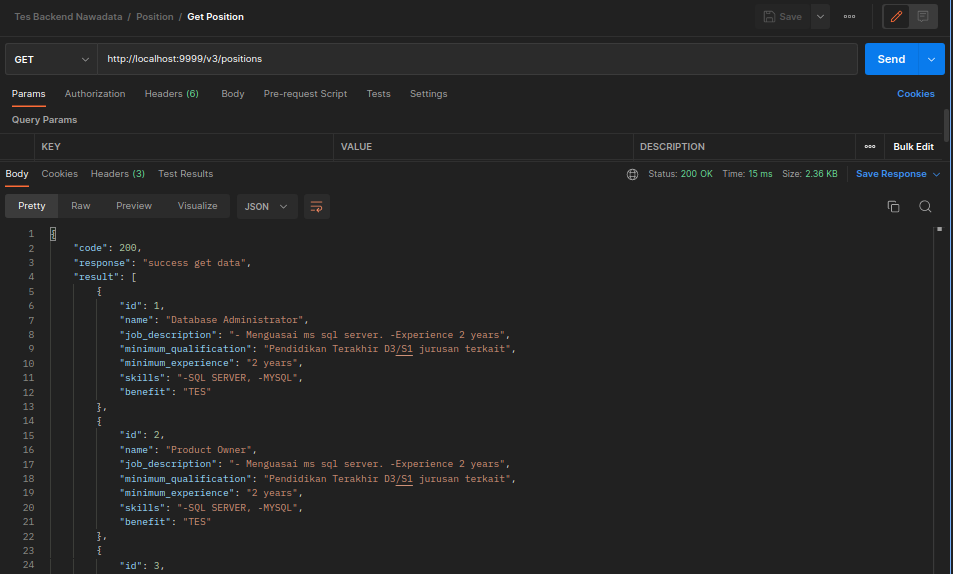 Tes Backend Nawadata / Position / Get Position Save
GET http://localhost:9999/v3/positions Send
Params Authorization Headers (6) Body Pre-request Script Tests Settings Cookies
Query Params
KEY VALUE DESCRIPTION Bulk Edit
Body Cookies Headers (3) Test Results Status: 200 OK Time: 15 ms Size: 2.36 KB Save Response
Pretty Raw Preview Visualize JSON
1 {
2 "code": 200,
3 "response": "success get data",
4 "result": [
5 {
6 "id": 1,
7 "name": "Database Administrator",
8 "job_description": "- Menguasai ms sql server. -Experience 2 years",
9 "minimum_qualification": "Pendidikan Terakhir D3/S1 jurusan terkait",
10 "minimum_experience": "2 years",
11 "skills": "-SQL SERVER, -MYSQL",
12 "benefit": "TES"
13 },
14 {
15 "id": 2,
16 "name": "Product Owner",
17 "job_description": "- Menguasai ms sql server. -Experience 2 years",
18 "minimum_qualification": "Pendidikan Terakhir D3/S1 jurusan terkait",
19 "minimum_experience": "2 years",
20 "skills": "-SQL SERVER, -MYSQL",
21 "benefit": "TES"
22 },
23 {
24 "id": 3,